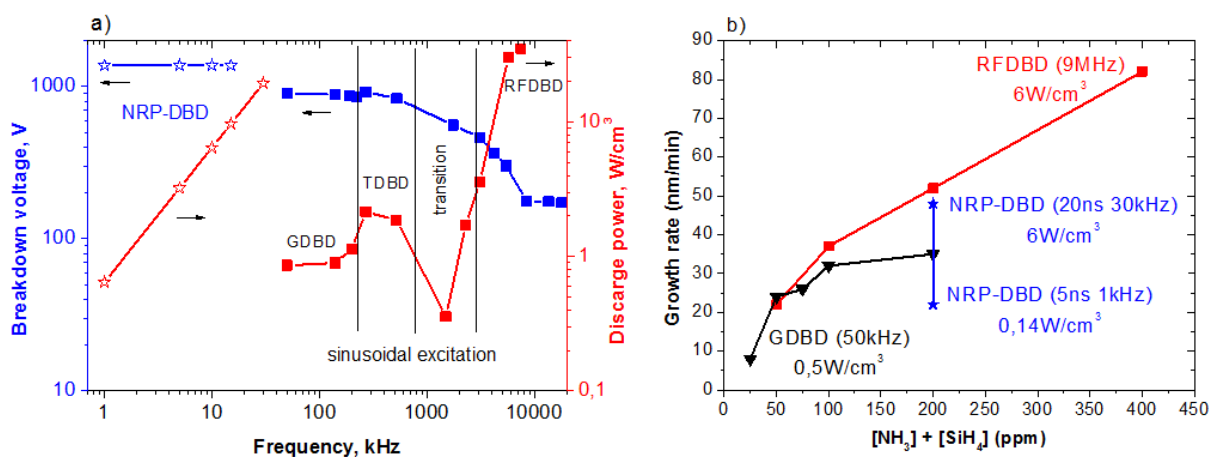 a)
1000
100
10
Breakdown voltage, V
NRP-DBD
GDBD
TDBD
transition
RFDBD
sinusoidal excitation
10³
1
0,1
Discarge power, W/cm
1
10
100
1000
10000
Frequency, kHz
b)
90
80
70
60
50
40
30
20
10
0
Growth rate (nm/min)
RFDBD (9MHz)
6W/cm³
NRP-DBD (20ns 30kHz)
6W/cm³
NRP-DBD (5ns 1kHz)
0,14W/cm³
GDBD (50kHz)
0,5W/cm³
0
50
100
150
200
250
300
350
400
450
[NH₃] + [SiH₄] (ppm)